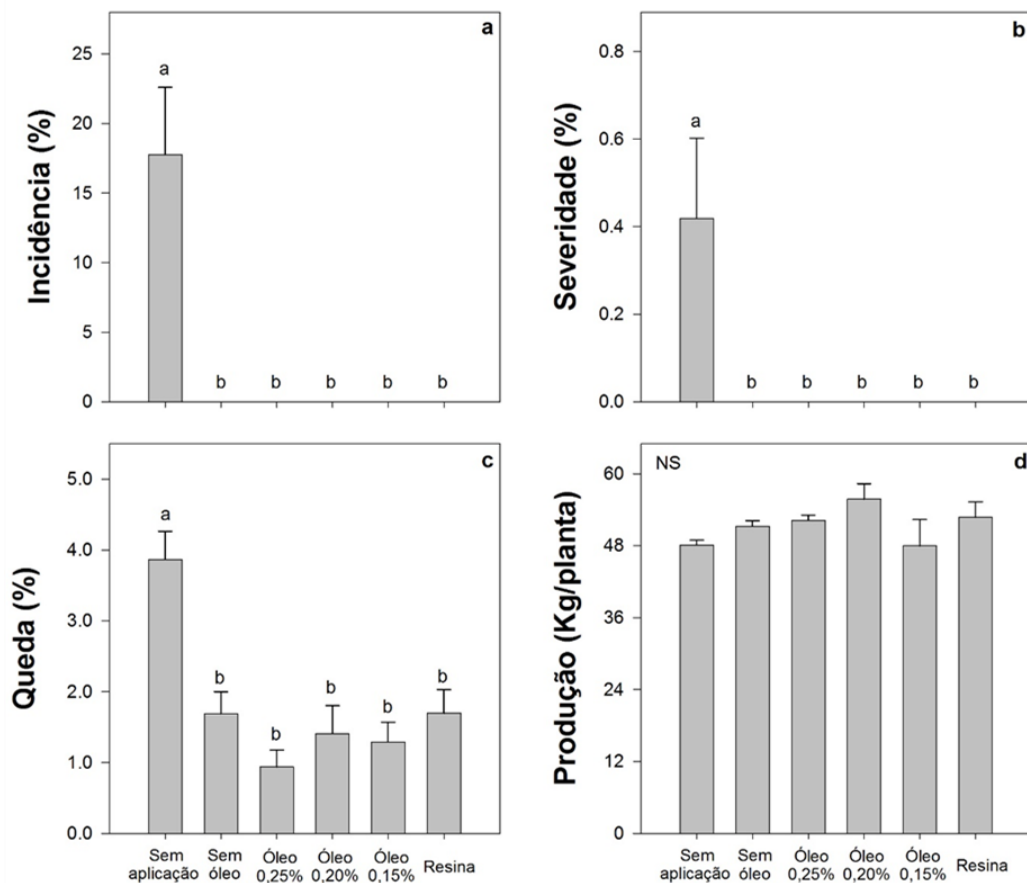 a
Incidência (%)
25
20
15
10
5
0
a
b b b b b
b
Severidade (%)
0.8
0.6
0.4
0.2
0.0
a
b b b b b
c
Queda (%)
5.0
4.0
3.0
2.0
1.0
0.0
a
b b b b b
Sem aplicação
Sem óleo
Óleo 0,25%
Óleo 0,20%
Óleo 0,15%
Resina
NS
d
Produção (Kg/planta)
60
48
36
24
12
0
Sem aplicação
Sem óleo
Óleo 0,25%
Óleo 0,20%
Óleo 0,15%
Resina